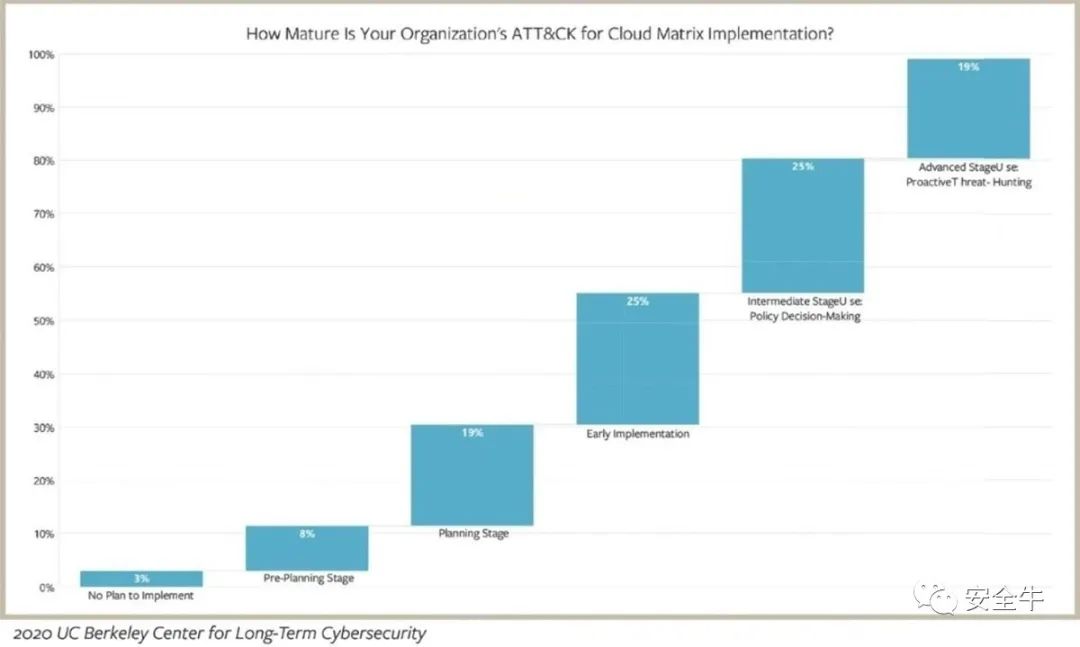 How Mature Is Your Organization's ATT&CK for Cloud Matrix Implementation?
100%
90%
80%
70%
60%
50%
40%
30%
20%
10%
0%
19%
Advanced StageU se:
ProactiveT hreat- Hunting
25%
Intermediate StageU se:
Policy Decision-Making
25%
Early Implementation
19%
Planning Stage
8%
Pre-Planning Stage
3%
No Plan to Implement
安全牛
2020 UC Berkeley Center for Long-Term Cybersecurity